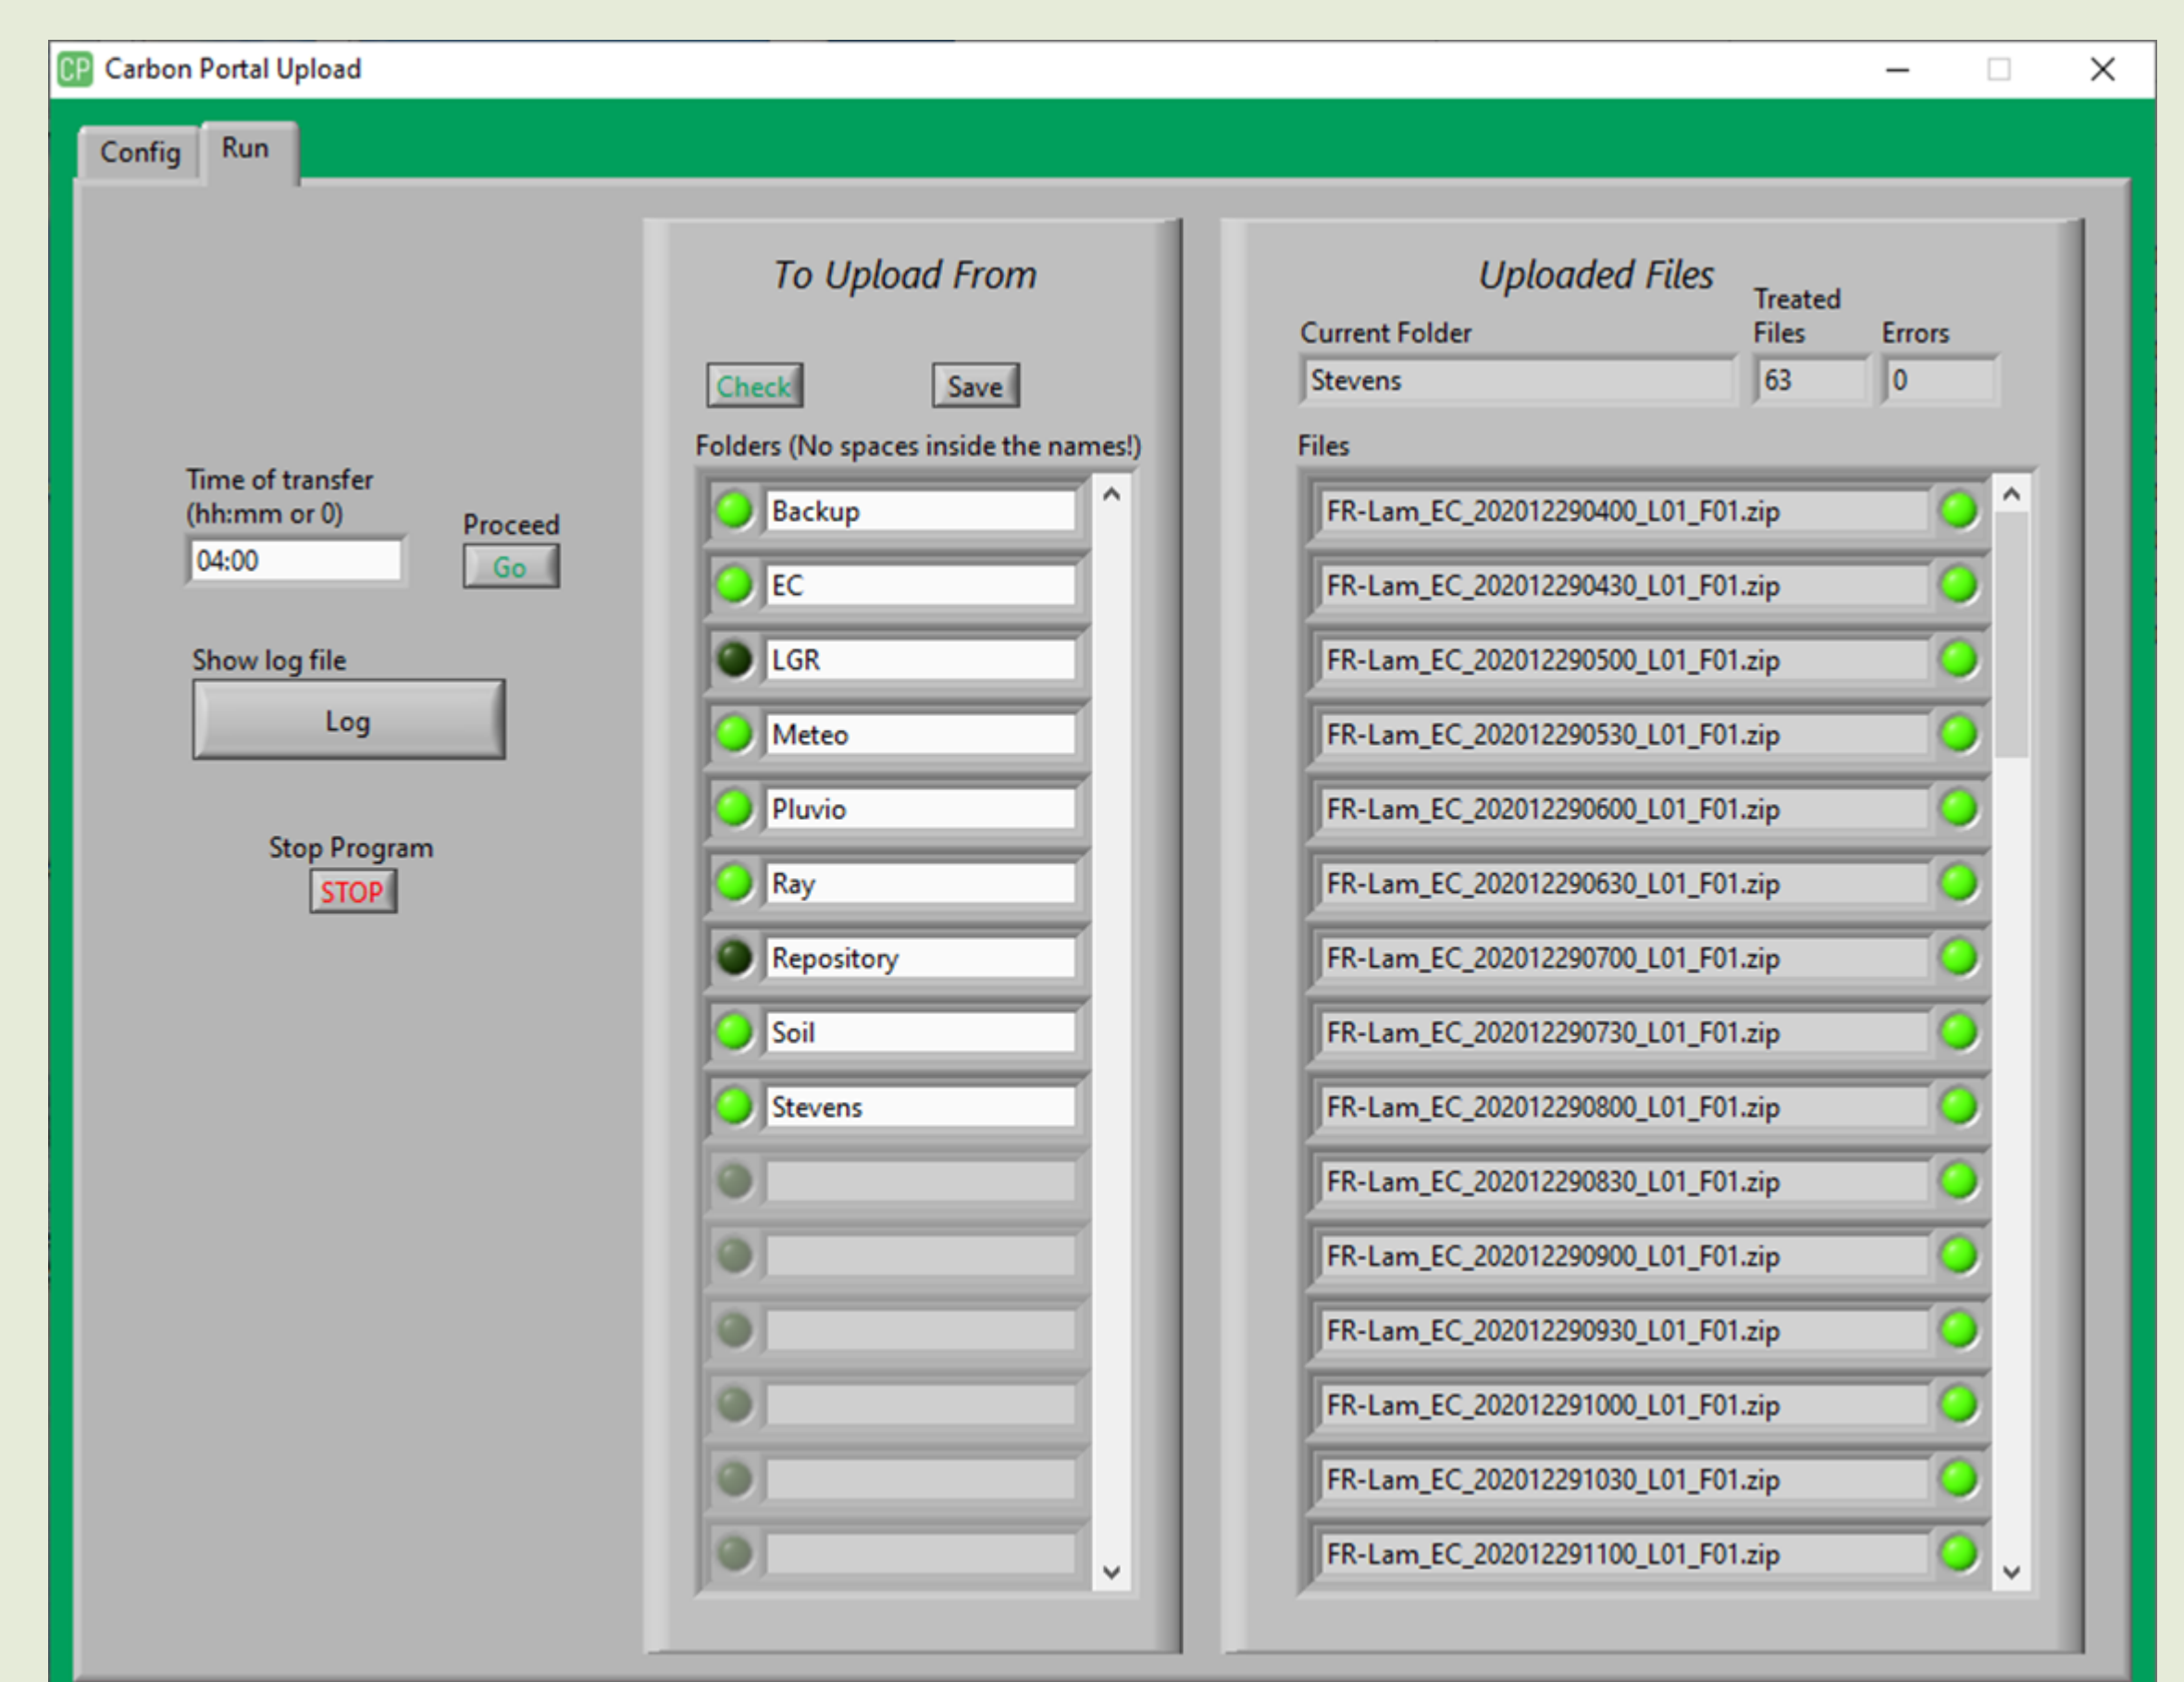 CP Carbon Portal Upload
Config
Run
Time of transfer
(hh:mm or 0)
04:00
Proceed
Go
Show log file
Log
Stop Program
STOP
To Upload From
Check
Save
Folders (No spaces inside the names!)
Backup
EC
LGR
Meteo
Pluvio
Ray
Repository
Soil
Stevens
Uploaded Files
Current Folder
Stevens
Treated
Files
63
Errors
0
Files
FR-Lam_EC_202012290400_L01_F01.zip
FR-Lam_EC_202012290430_L01_F01.zip
FR-Lam_EC_202012290500_L01_F01.zip
FR-Lam_EC_202012290530_L01_F01.zip
FR-Lam_EC_202012290600_L01_F01.zip
FR-Lam_EC_202012290630_L01_F01.zip
FR-Lam_EC_202012290700_L01_F01.zip
FR-Lam_EC_202012290730_L01_F01.zip
FR-Lam_EC_202012290800_L01_F01.zip
FR-Lam_EC_202012290830_L01_F01.zip
FR-Lam_EC_202012290900_L01_F01.zip
FR-Lam_EC_202012290930_L01_F01.zip
FR-Lam_EC_202012291000_L01_F01.zip
FR-Lam_EC_202012291030_L01_F01.zip
FR-Lam_EC_202012291100_L01_F01.zip